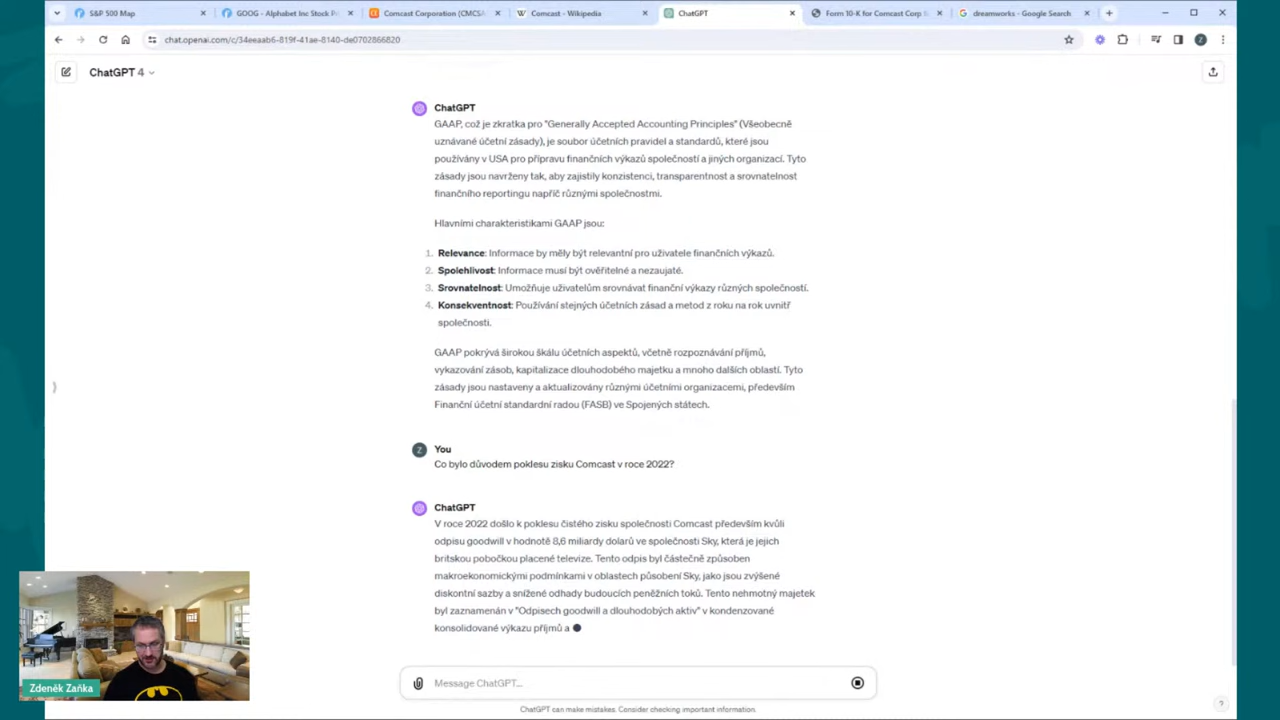 S&P 500 Map
GOOG - Alphabet Inc Stock P
Comcast Corporation (CMCSA
Comcast - Wikipedia
ChatGPT
Form 10-K for Comcast Corp S
dreamworks - Google Search
chat.openai.com/c/34eeaab6-819f-41ae-8140-de0702866820
ChatGPT 4
ChatGPT
GAAP, což je zkratka pro "Generally Accepted Accounting Principles" (Všeobecně
uznávané účetní zásady), je soubor účetních pravidel a standardů, které jsou
používány v USA pro přípravu finančních výkazů společností a jiných organizací. Tyto
zásady jsou navrženy tak, aby zajistily konzistenci, transparentnost a srovnatelnost
finančního reportingu napříč různými společnostmi.
Hlavními charakteristikami GAAP jsou:
1. Relevance: Informace by měly být relevantní pro uživatele finančních výkazů.
2. Spolehlivost: Informace musí být ověřitelné a nezaujaté.
3. Srovnatelnost: Umožňuje uživatelům srovnávat finanční výkazy různých společností.
4. Konsekventnost: Používání stejných účetních zásad a metod z roku na rok uvnitř
společnosti.
GAAP pokrývá širokou škálu účetních aspektů, včetně rozpoznávání příjmů,
vykazování zásob, kapitalizace dlouhodobého majetku a mnoho dalších oblastí. Tyto
zásady jsou nastaveny a aktualizovány různými účetními organizacemi, především
Finanční účetní standardní radou (FASB) ve Spojených státech.
Z
You
Co bylo důvodem poklesu zisku Comcast v roce 2022?
ChatGPT
V roce 2022 došlo k poklesu čistého zisku společnosti Comcast především kvůli
odpisu goodwill v hodnotě 8,6 miliardy dolarů ve společnosti Sky, která je jejich
britskou pobočkou placené televize. Tento odpis byl částečně způsoben
makroekonomickými podmínkami v oblastech působení Sky, jako jsou zvýšené
diskontní sazby a snížené odhady budoucích peněžních toků. Tento nehmotný majetek
byl zaznamenán v "Odpisech goodwill a dlouhodobých aktiv" v kondenzované
konsolidované výkazu příjmů a
Message ChatGPT...
ChatGPT can make mistakes. Consider checking important information.
?
Zdeněk Zaňka